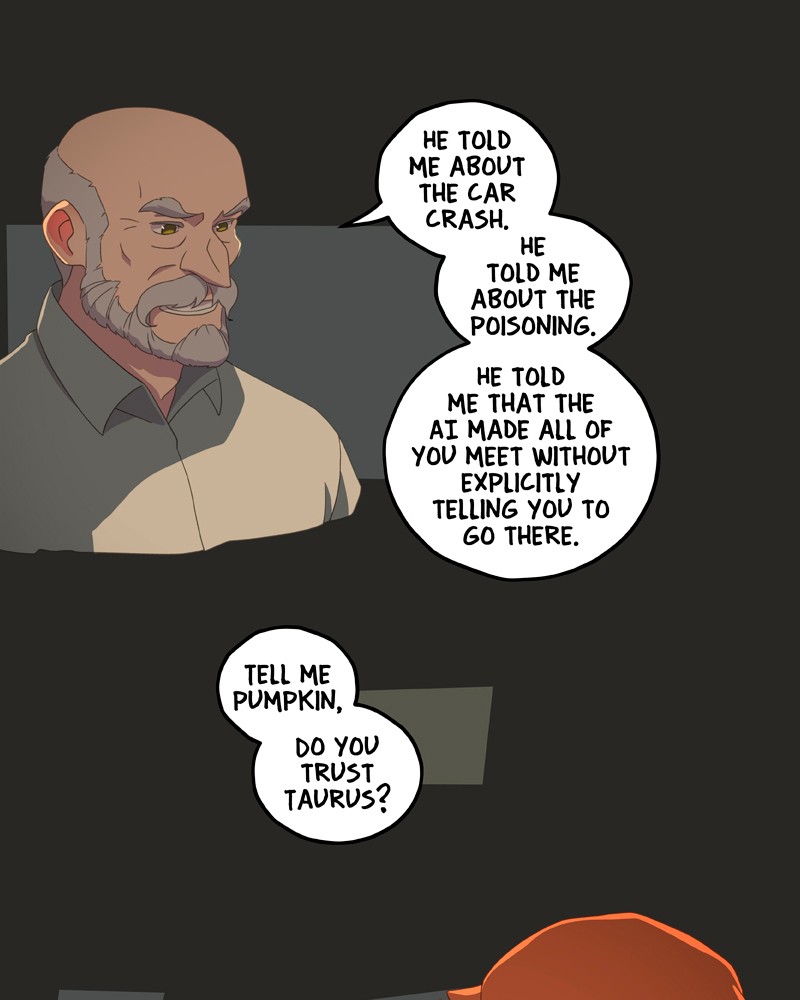 HE TOLD
ME ABOUT
THE CAR
CRASH.
HE
TOLD ME
ABOUT THE
POISONING.
HE TOLD
ME THAT THE
AI MADE ALL OF
YOU MEET WITHOUT
EXPLICITLY
TELLING YOU TO
GO THERE.
TELL ME
PUMPKIN,
DO YOU
TRUST
TAURUS?